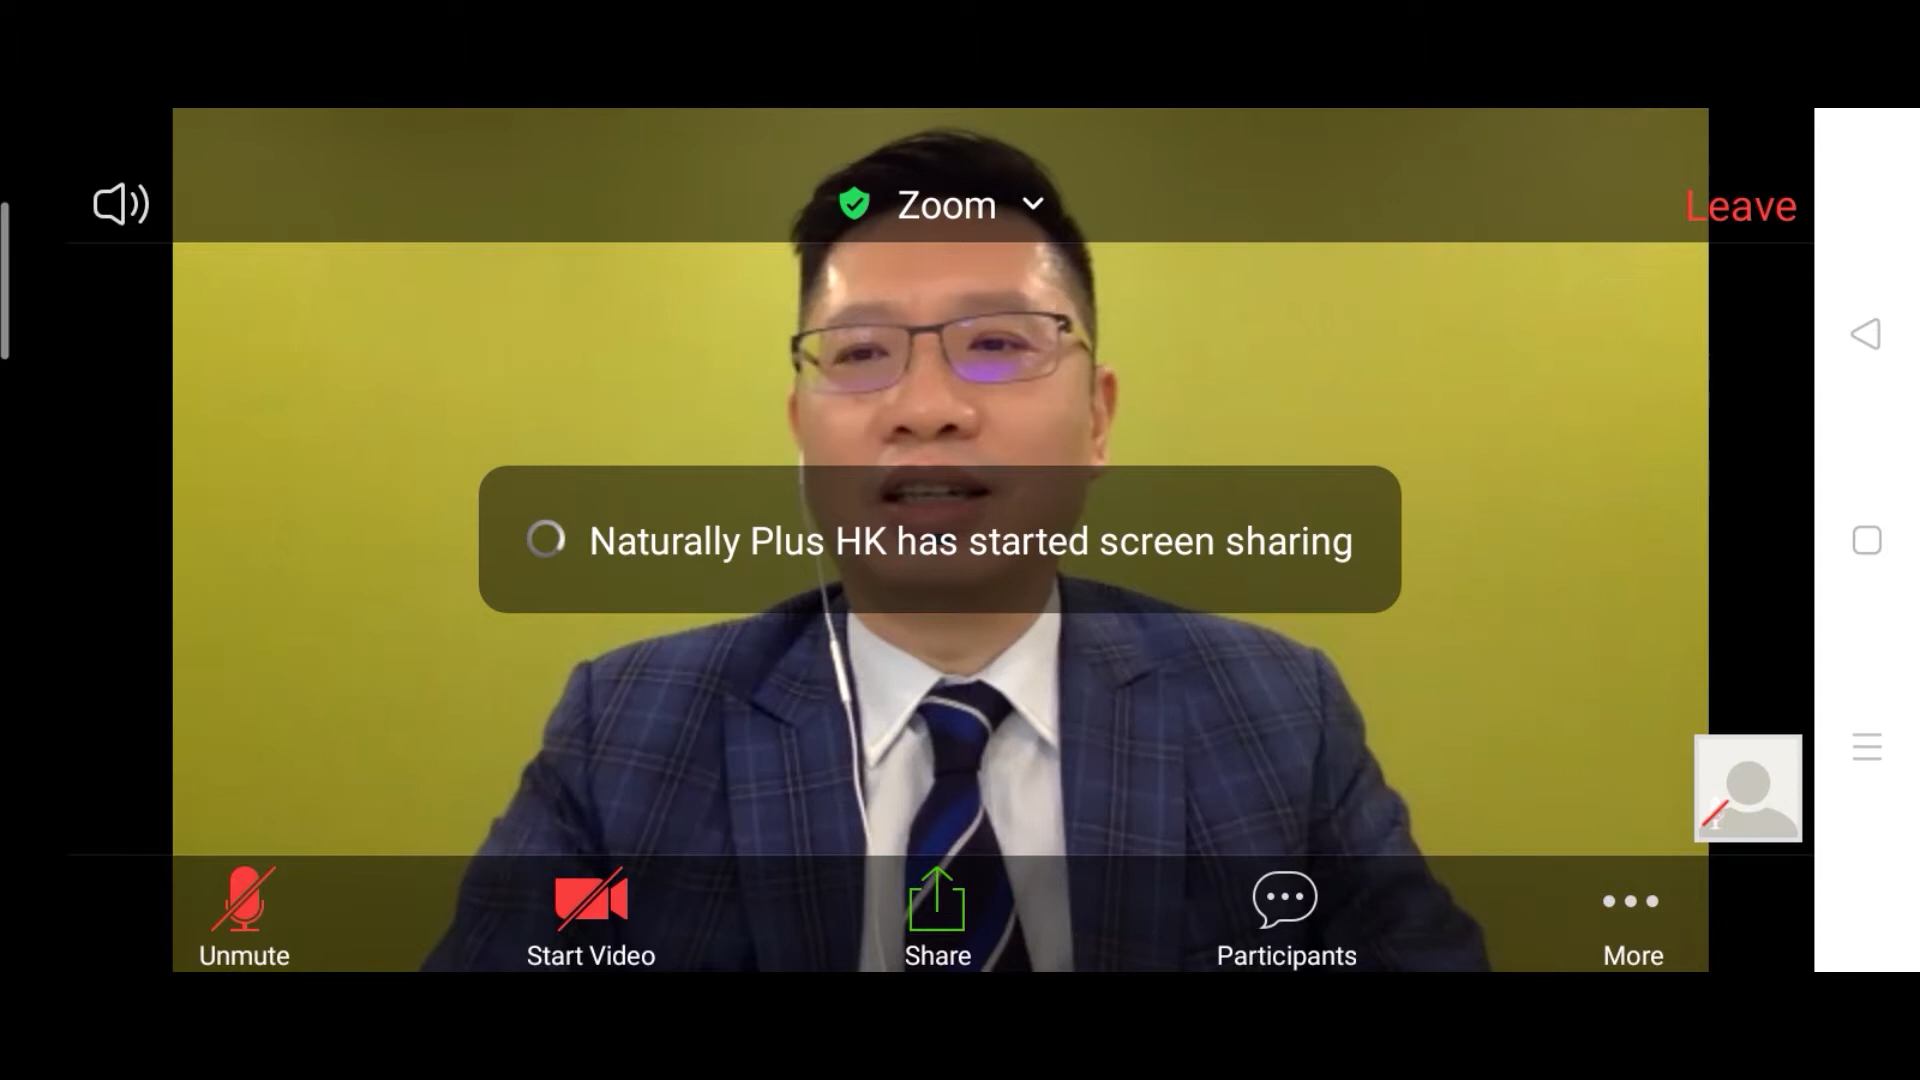 Zoom
Leave
Naturally Plus HK has started screen sharing
Unmute
Start Video
Share
Participants
More